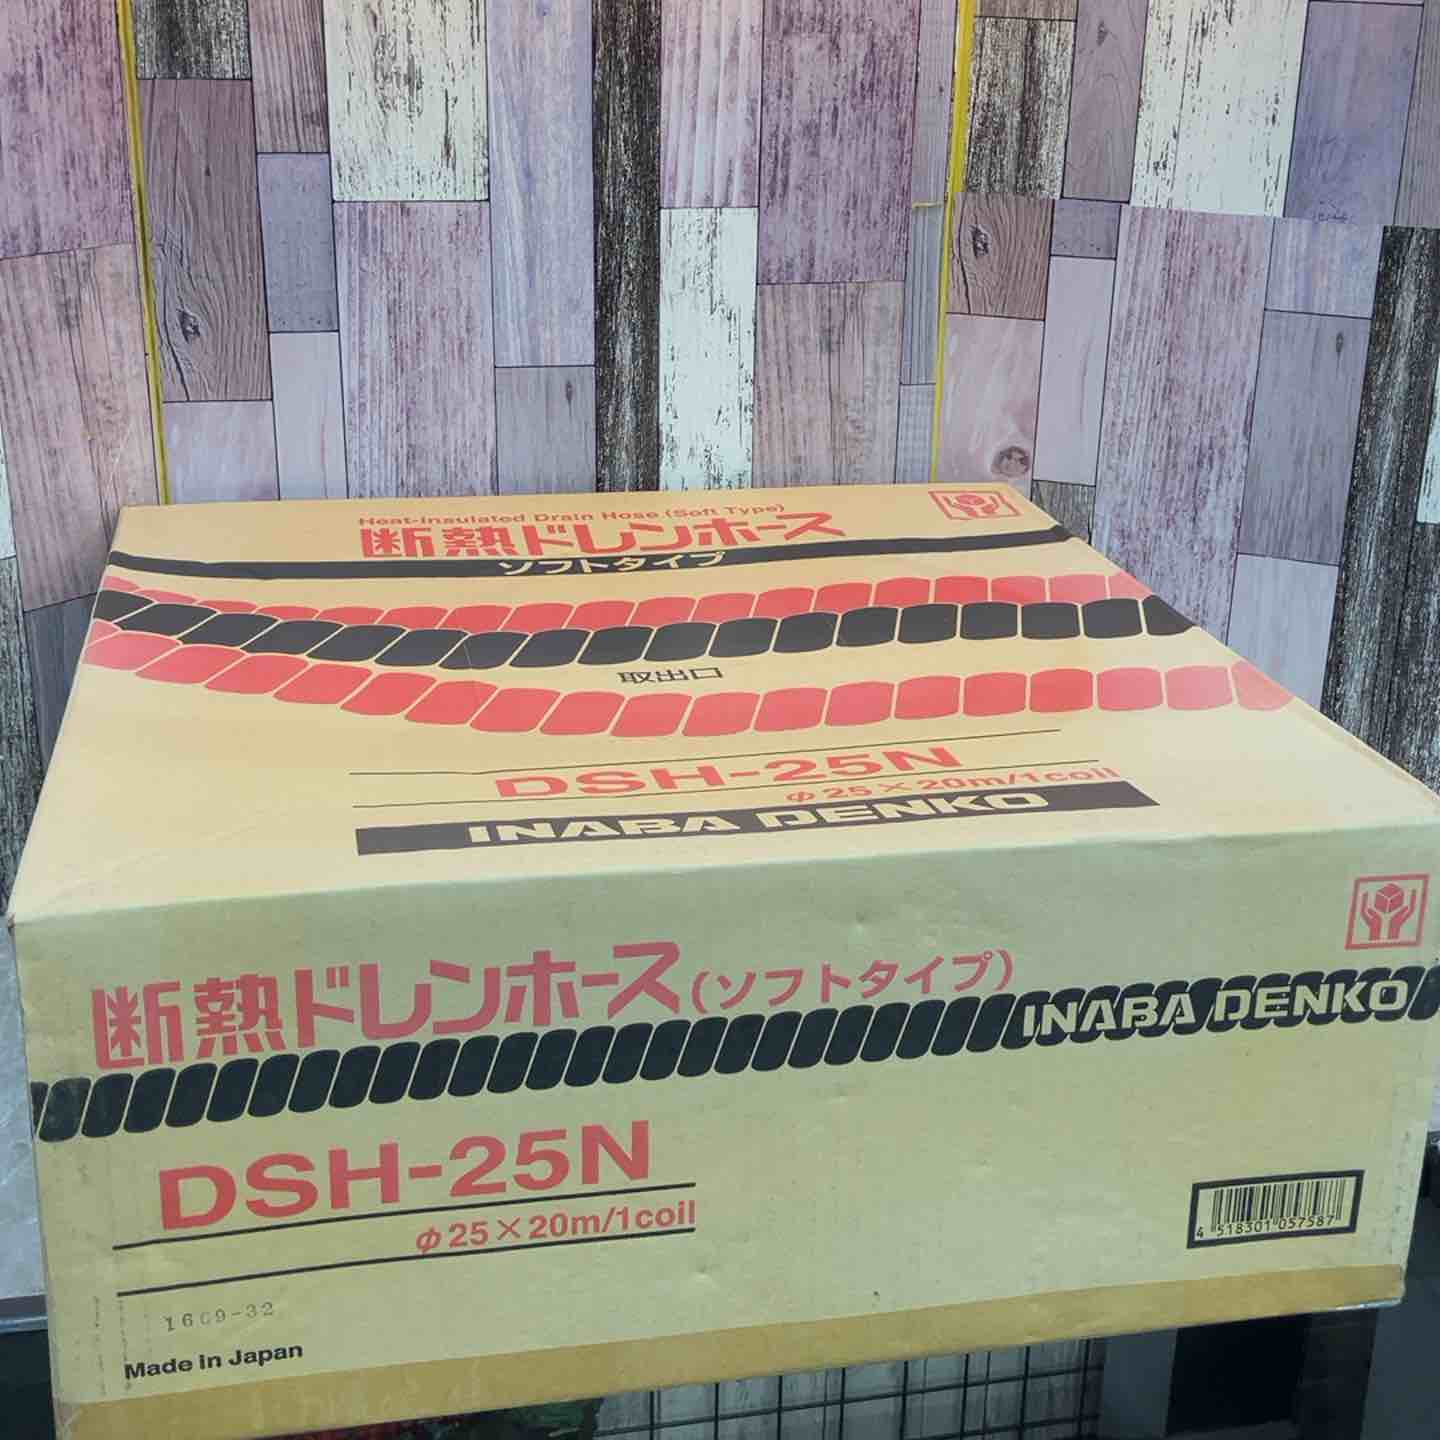 Heat-Insulated Drain Hose (Soft Type)
断熱ドレンホース
ソフトタイプ
取出口
DSH-25N
φ25×20m/1coil
INABA DENKO
断熱ドレンホース(ソフトタイプ)
INABA DENKO
DSH-25N
φ25×20m/1coil
4 518301 057587
1609-32
Made in Japan